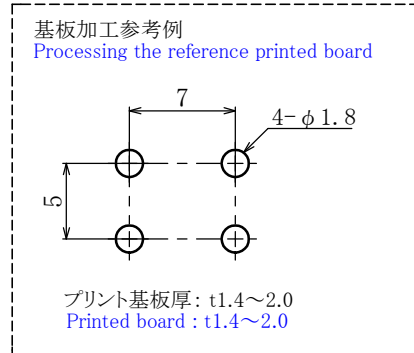 基板加工参考例
Processing the reference printed board
7
4-φ1.8
5
プリント基板厚：t1.4～2.0
Printed board : t1.4～2.0